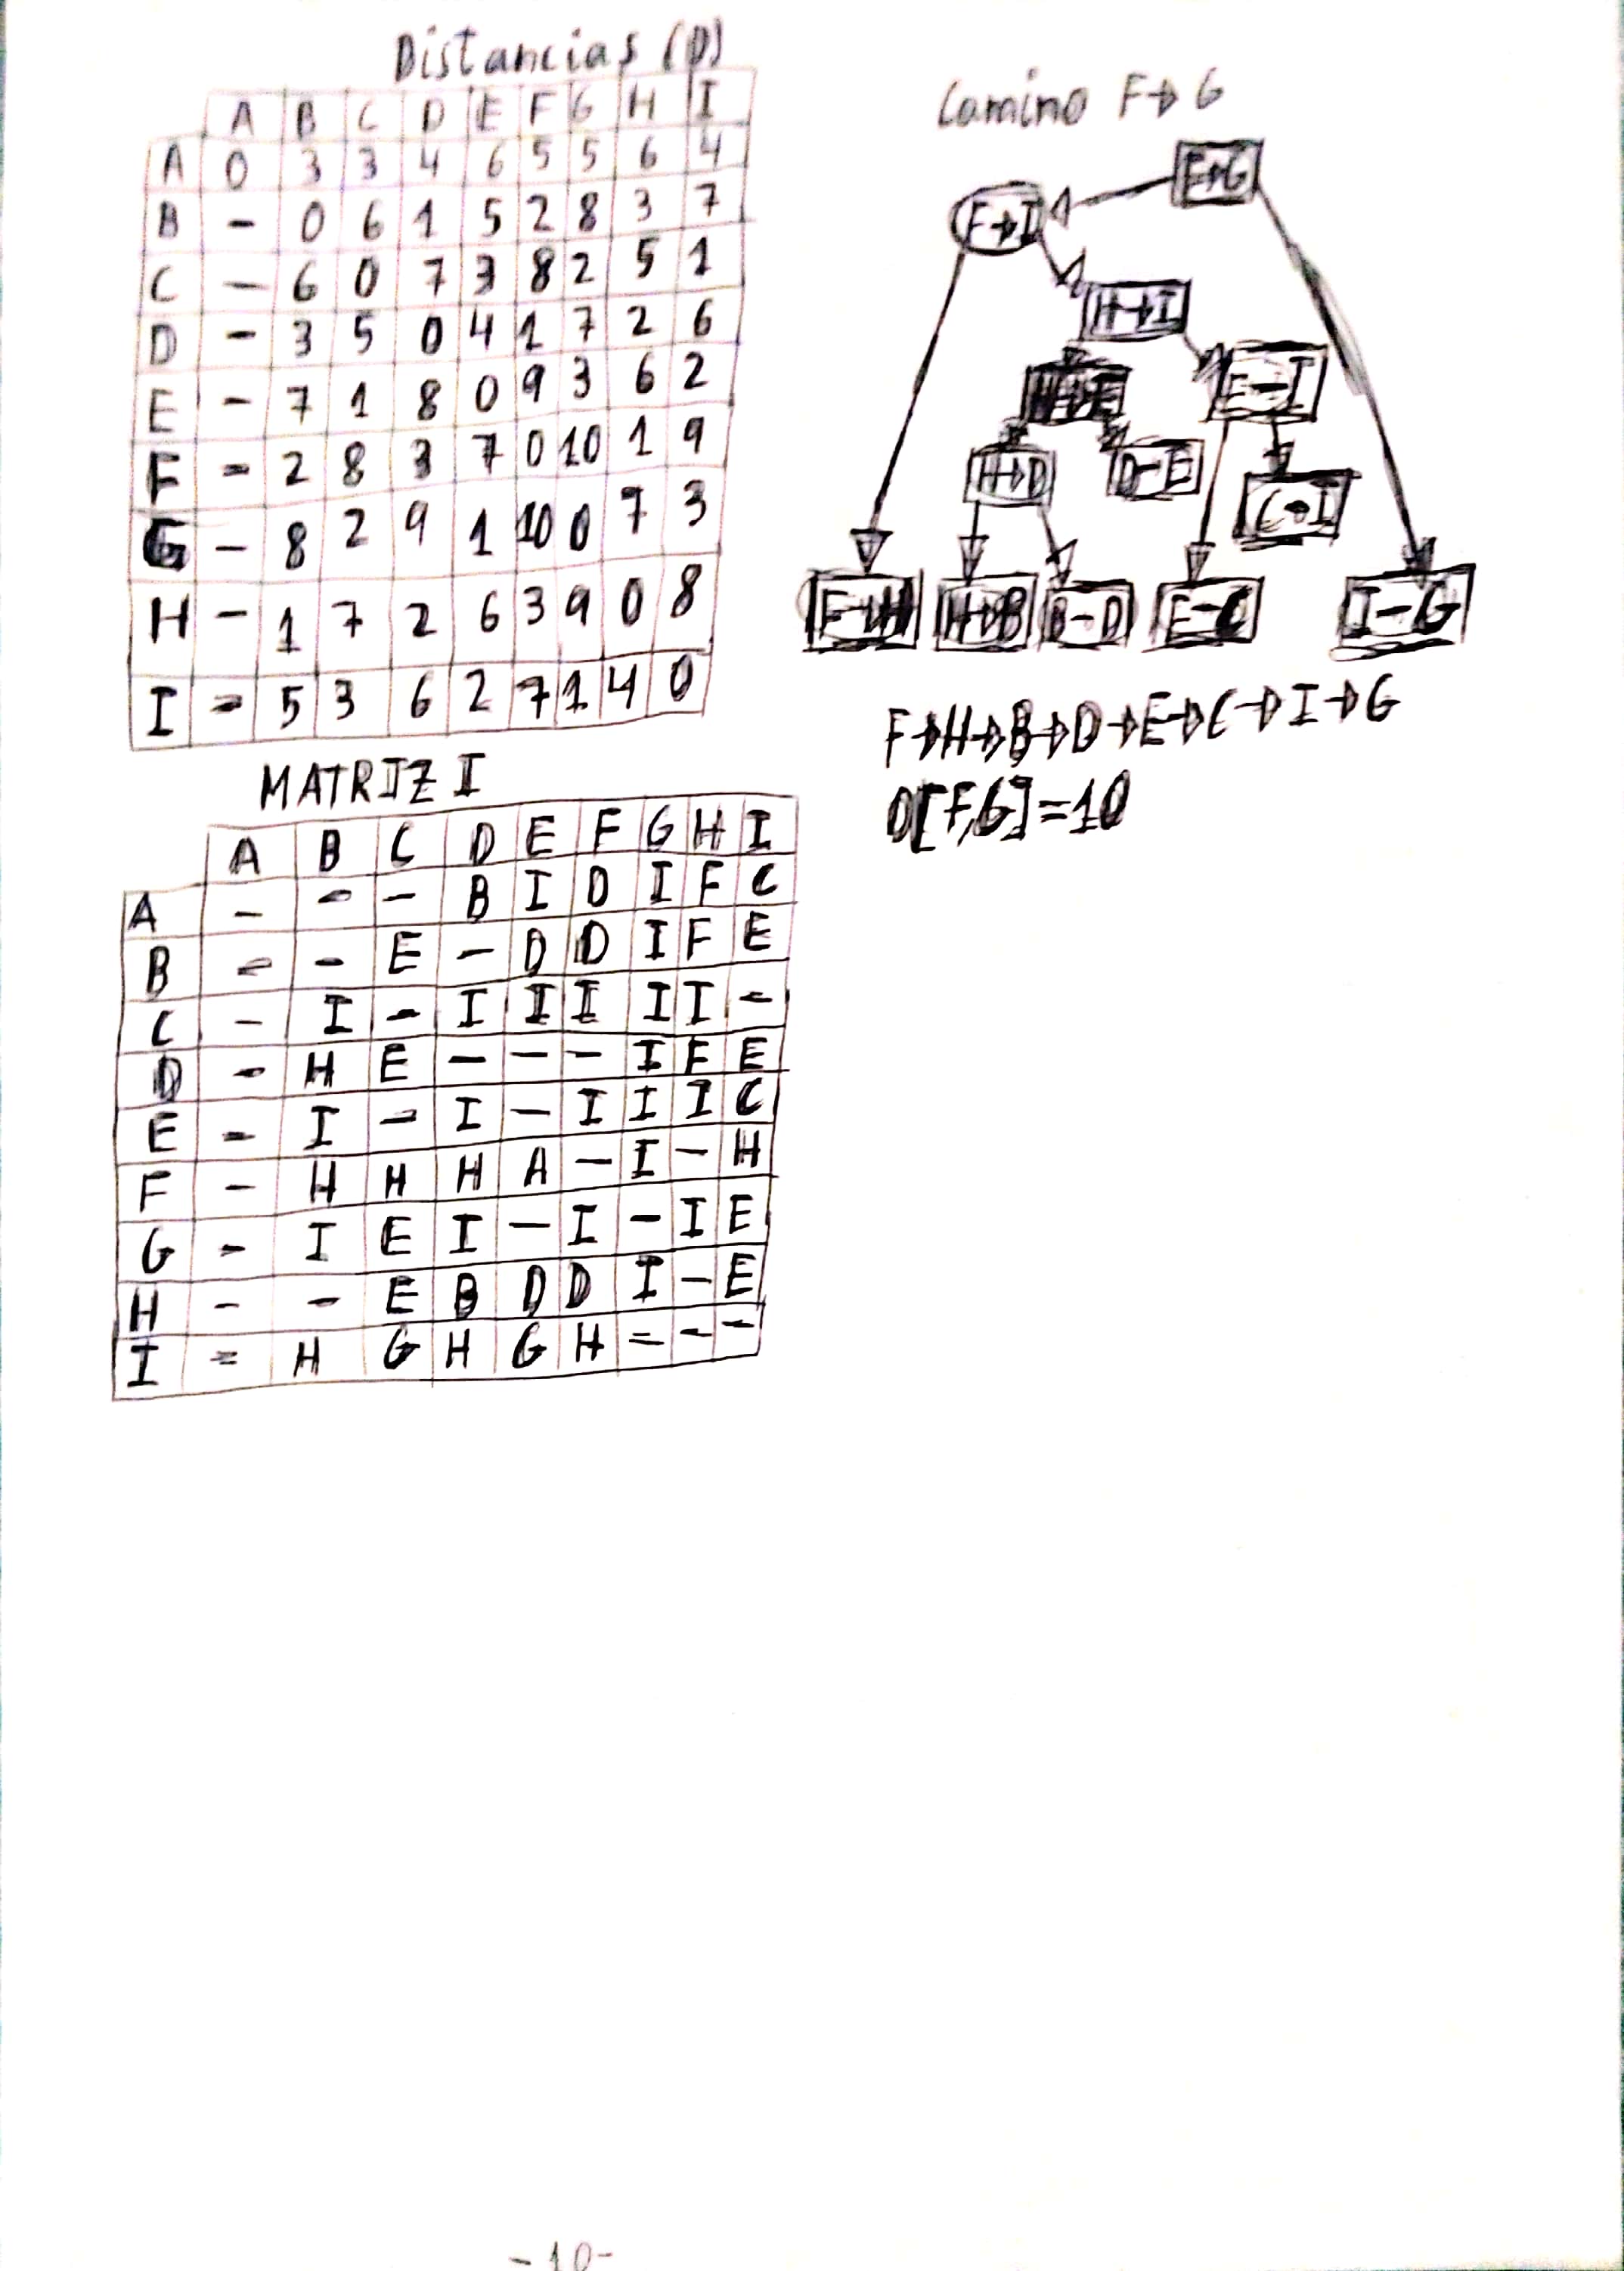 Distancias (D)
A B C D E F G H I
A 0 3 3 4 6 5 5 6 4
B - 0 6 1 5 2 8 3 7
C - 6 0 7 3 8 2 5 1
D - 3 5 0 4 1 7 2 6
E - 7 1 8 0 9 3 6 2
F - 2 8 3 7 0 10 1 9
G - 8 2 9 1 10 0 7 3
H - 1 7 2 6 3 9 0 8
I - 5 3 6 2 7 1 4 0
MATRIZ I
A B C D E F G H I
A - - - B I D I F C
B - - E - D D I F E
C - I - I I I I I -
D - H E - - - I F E
E - I - I - I I I C
F - H H H A - I - H
G - I E I - I - I E
H - - E B D D I - E
I = H G H G H = - -
Camino F→G
F→G
F→I
H→I
H→E
E-I
H→D
D-E
C→I
F→H
H→B
B-D
E-C
I-G
F→H→B→D→E→C→I→G
D[F,G]=10
-10-